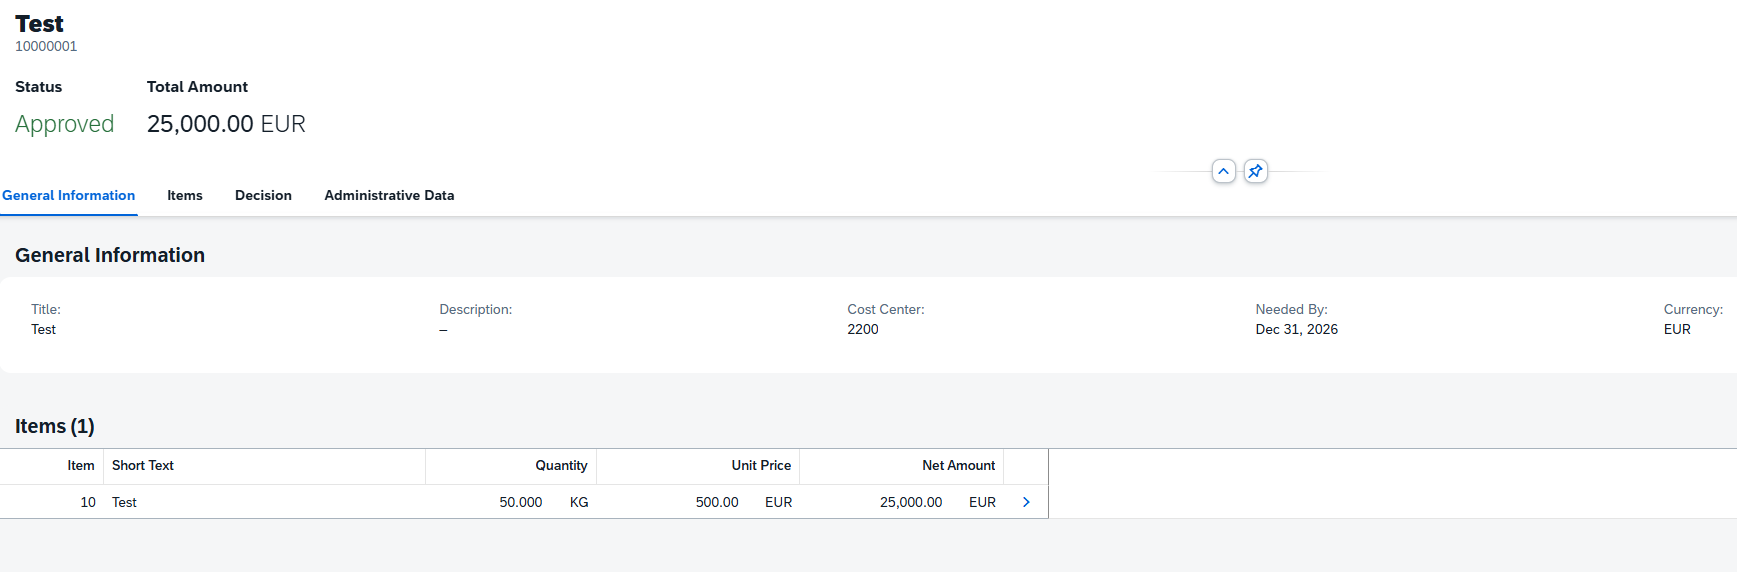 Test
10000001
Status Total Amount
Approved 25,000.00 EUR
General Information Items Decision Administrative Data
General Information
Title: Description: Cost Center: Needed By: Currency:
Test – 2200 Dec 31, 2026 EUR
Items (1)
Item Short Text Quantity Unit Price Net Amount
10 Test 50.000 KG 500.00 EUR 25,000.00 EUR